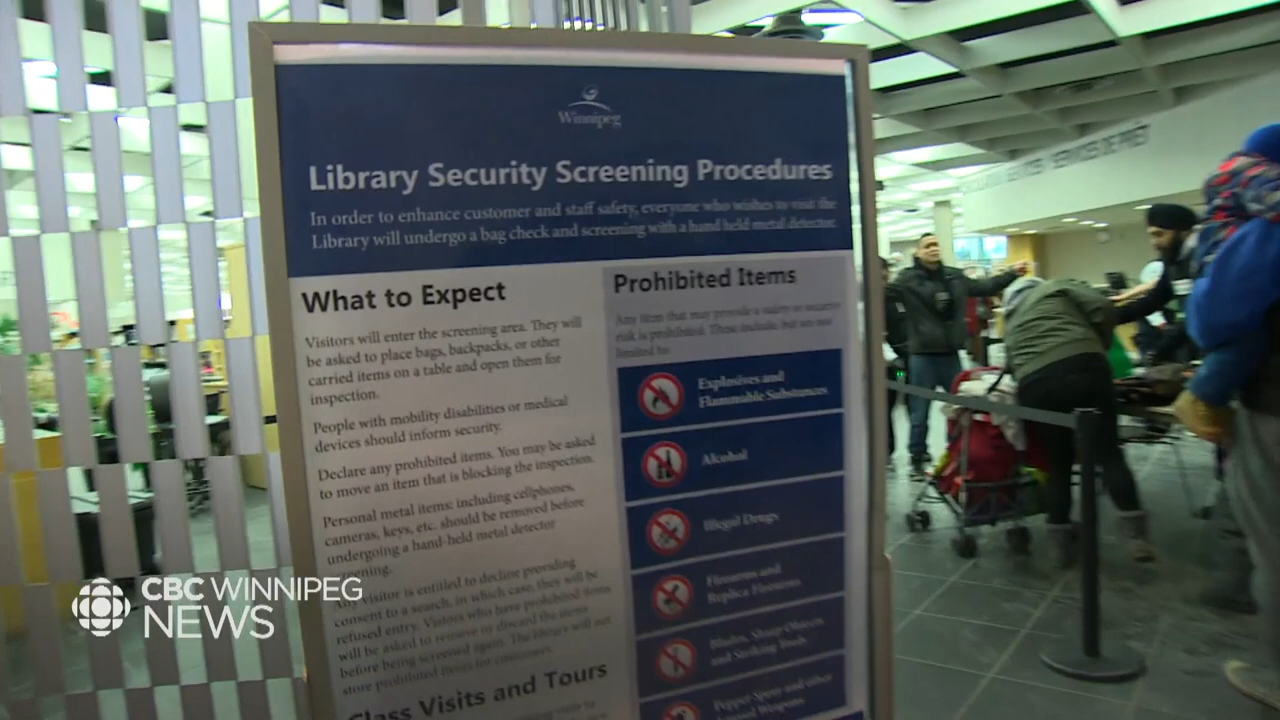 Winnipeg
Library Security Screening Procedures
In order to enhance customer and staff safety, everyone who wishes to visit the
Library will undergo a bag check and screening with a hand held metal detector.
What to Expect
Visitors will enter the screening area. They will
be asked to place bags, backpacks, or other
carried items on a table and open them for
inspection.
People with mobility disabilities or medical
devices should inform security.
Declare any prohibited items. You may be asked
to move an item that is blocking the inspection.
Personal metal items: including cellphones,
cameras, keys, etc. should be removed before
undergoing a hand-held metal detector
screening.
Any visitor is entitled to decline providing
consent to a search, in which case, they will be
refused entry. Visitors who have prohibited items
will be asked to remove or discard the items
before being screened again. The library will not
store prohibited items for customers.
Class Visits and Tours
Prohibited Items
Any item that may provide a safety or security
risk is prohibited. These include, but are not
limited to:
Explosives and
Flammable Substances
Alcohol
Illegal Drugs
Firearms and
Replica Firearms
Blades, Sharp Objects
and Striking Tools
Pepper Spray and other
Weapons
SERVICES SERVICES DE PRÊT
CBC WINNIPEG
NEWS